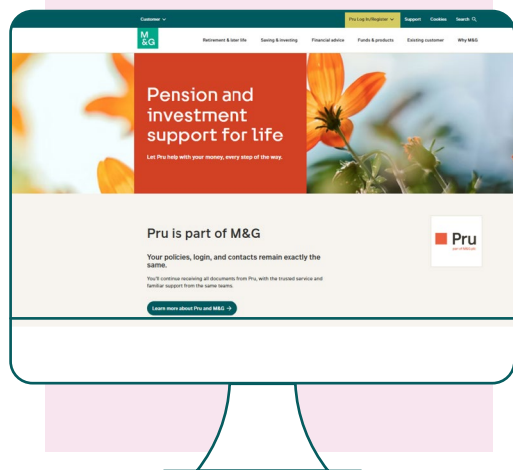 Customer
Pru Log In/Register
Support
Cookies
Search
M
&G
Retirement & later life
Saving & investing
Financial advice
Funds & products
Existing customer
Why M&G
Pension and
investment
support for life
Let Pru help with your money, every step of the way.
Pru is part of M&G
Your policies, login, and contacts remain exactly the
same.
You'll continue receiving all documents from Pru, with the trusted service and
familiar support from the same teams.
Learn more about Pru and M&G →
Pru
part of M&G plc